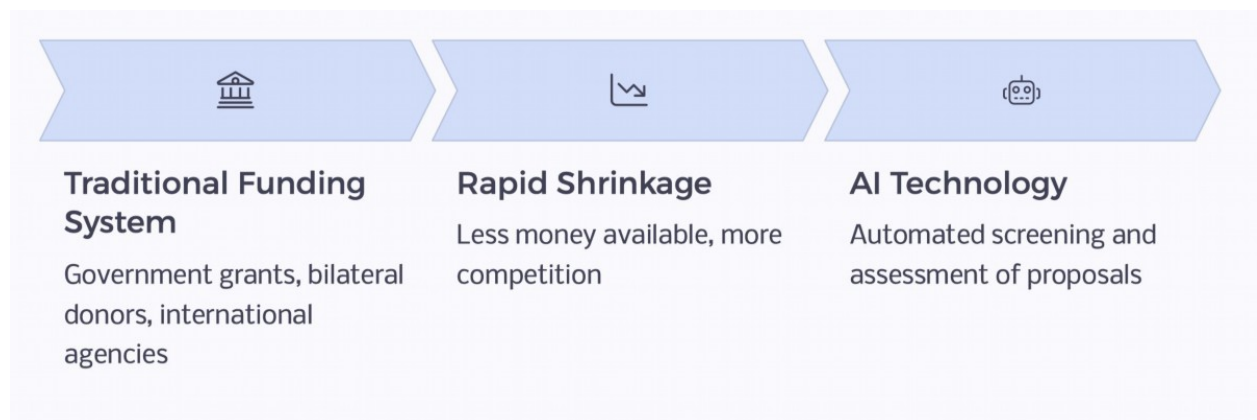 Traditional Funding
System
Government grants, bilateral
donors, international
agencies
Rapid Shrinkage
Less money available, more
competition
AI Technology
Automated screening and
assessment of proposals